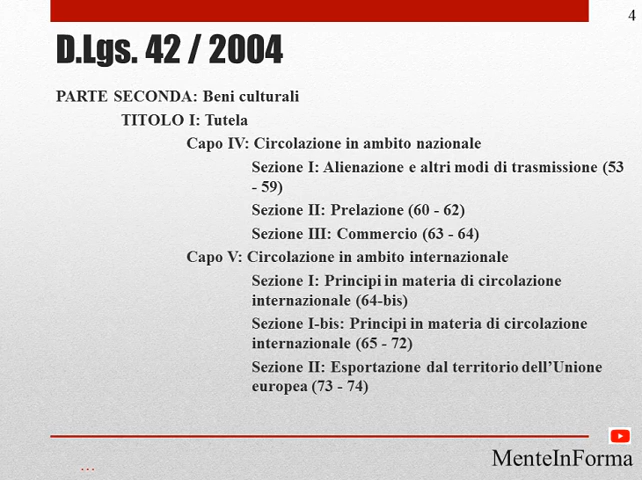 4
D.Lgs. 42 / 2004
PARTE SECONDA: Beni culturali
TITOLO I: Tutela
Capo IV: Circolazione in ambito nazionale
Sezione I: Alienazione e altri modi di trasmissione (53
- 59)
Sezione II: Prelazione (60 - 62)
Sezione III: Commercio (63 - 64)
Capo V: Circolazione in ambito internazionale
Sezione I: Principi in materia di circolazione
internazionale (64-bis)
Sezione I-bis: Principi in materia di circolazione
internazionale (65 - 72)
Sezione II: Esportazione dal territorio dell’Unione
europea (73 - 74)
MenteInForma
...